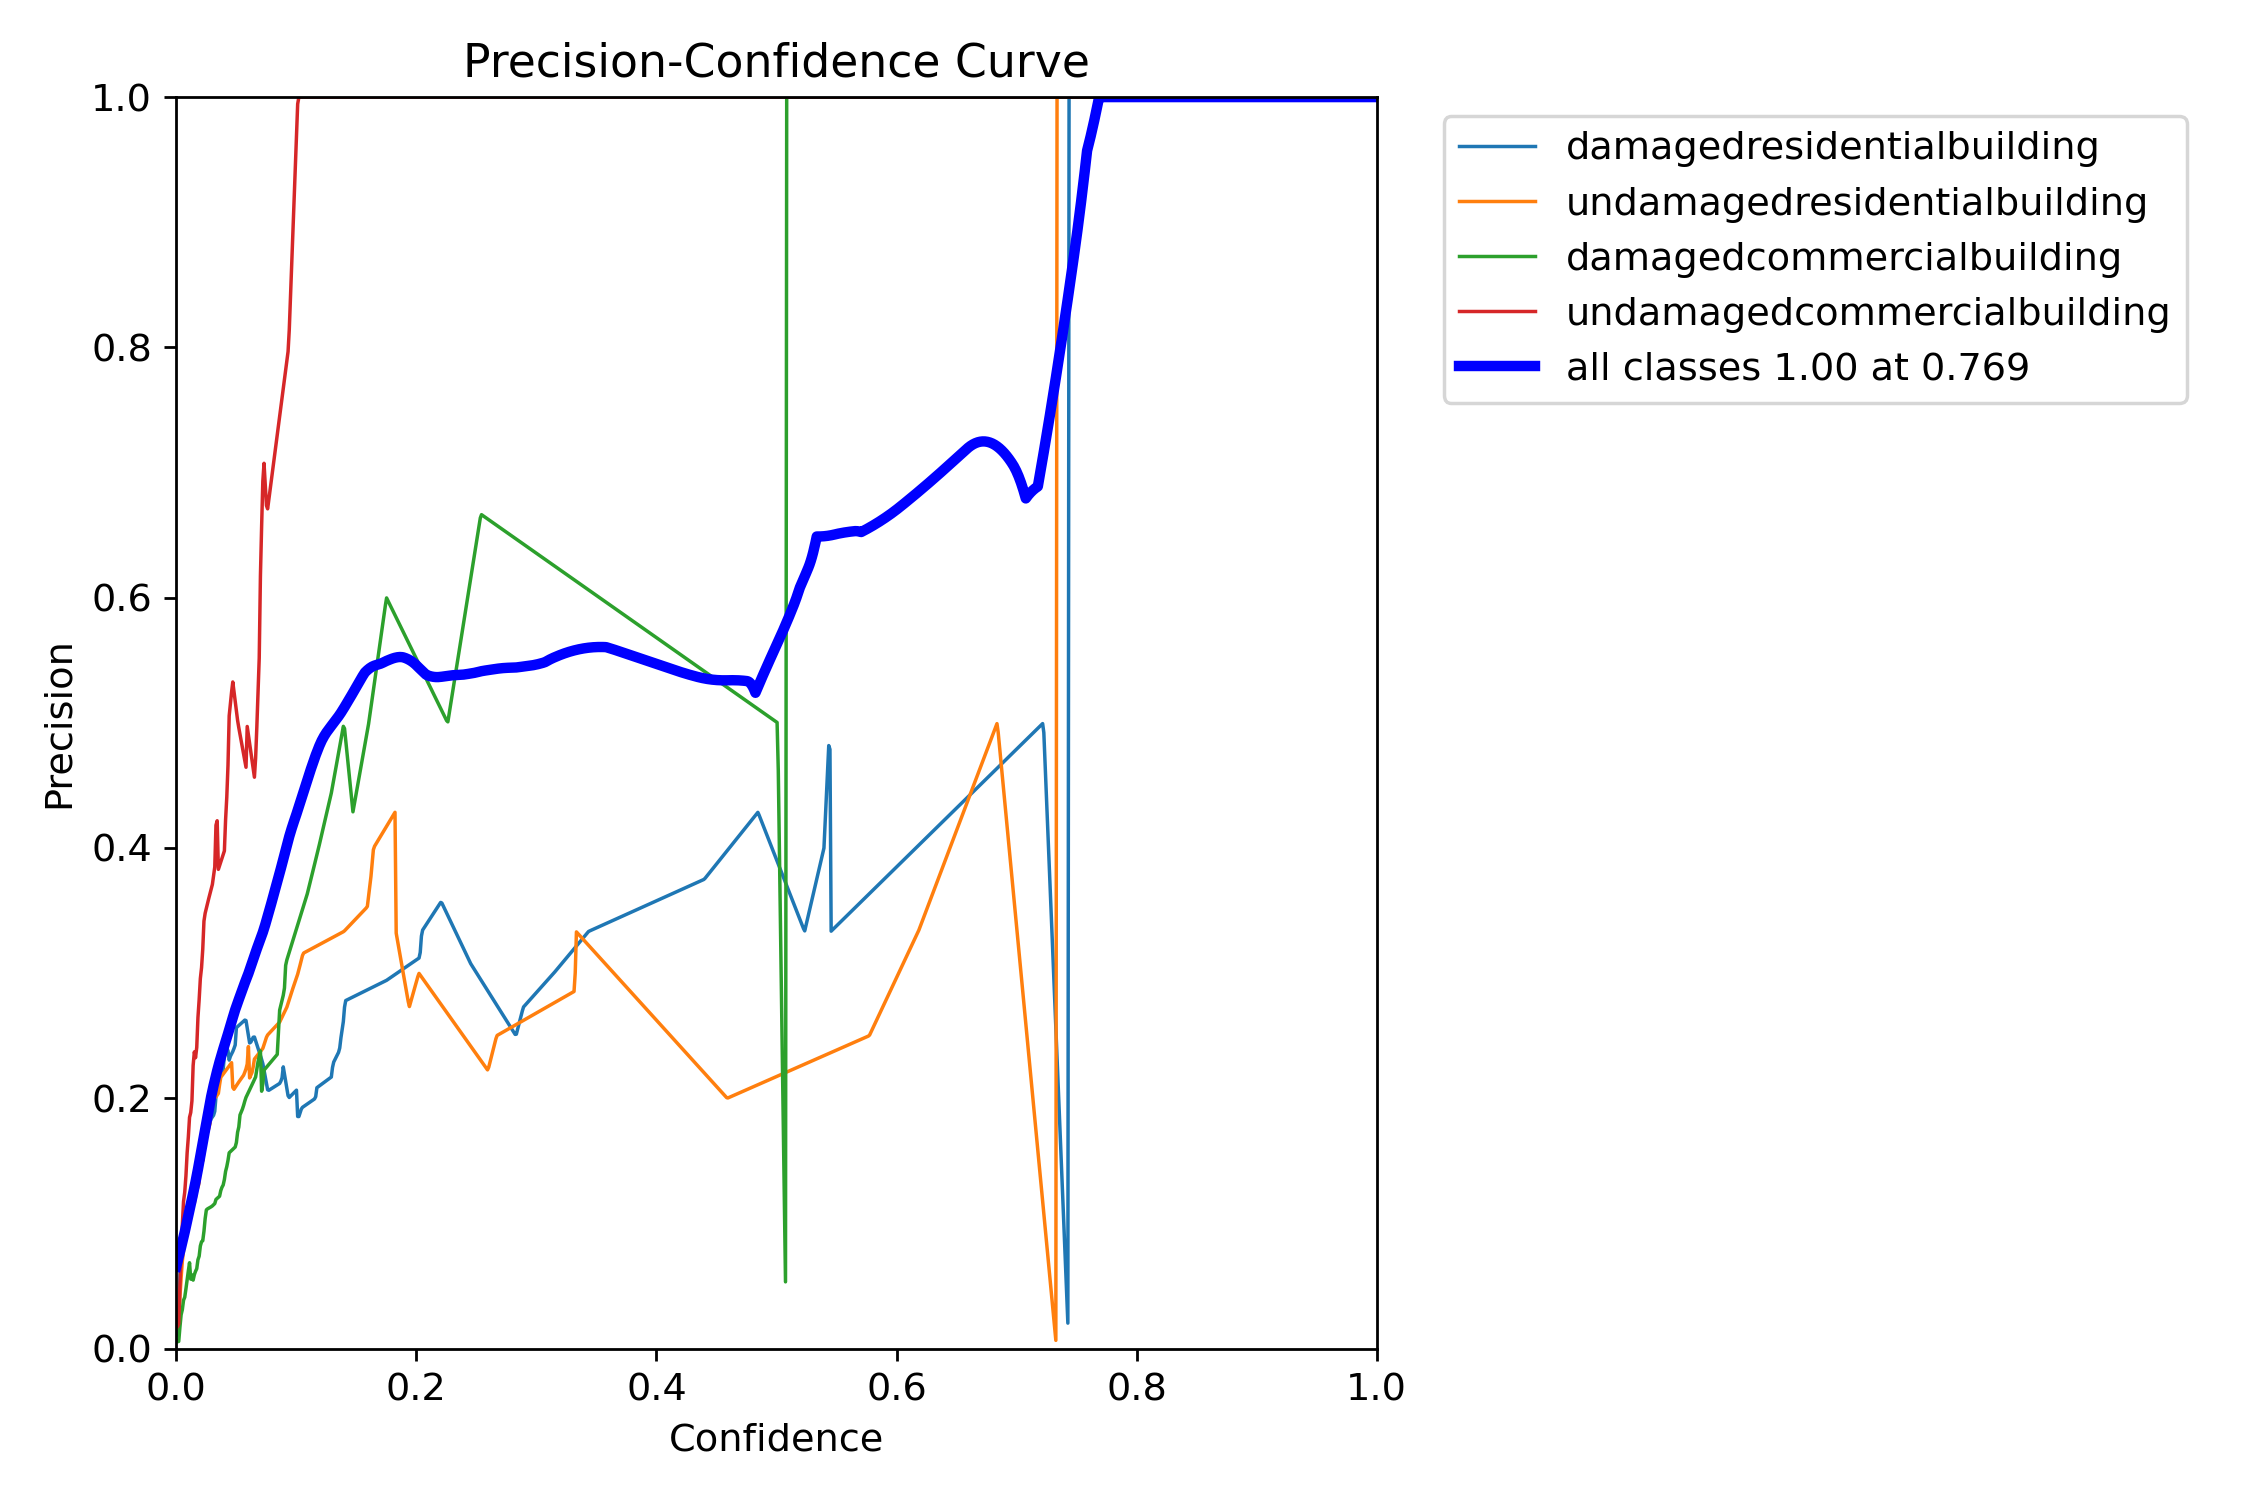 Precision-Confidence Curve
1.0
0.8
0.6
0.4
0.2
0.0
Precision
0.0 0.2 0.4 0.6 0.8 1.0
Confidence
damagedresidentialbuilding
undamagedresidentialbuilding
damagedcommercialbuilding
undamagedcommercialbuilding
all classes 1.00 at 0.769